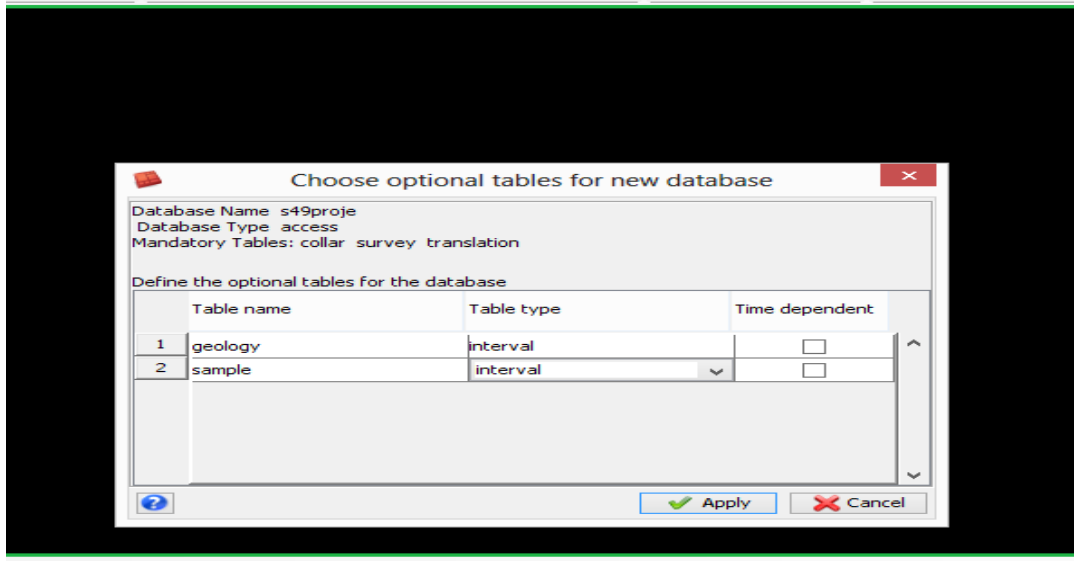 Choose optional tables for new database
Database Name s49proje
Database Type access
Mandatory Tables: collar survey translation
Define the optional tables for the database
Table name Table type Time dependent
1 geology interval
2 sample interval
? Apply Cancel